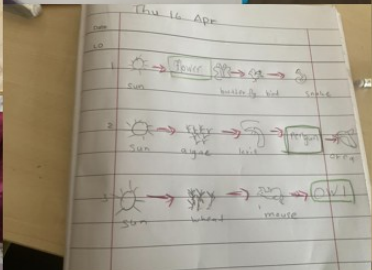 Thu 16 Apr
LO
1 Flower
sun butterfly bird snake
2 Penguin
sun algae krill orca
3 OWl
sun wheat mouse